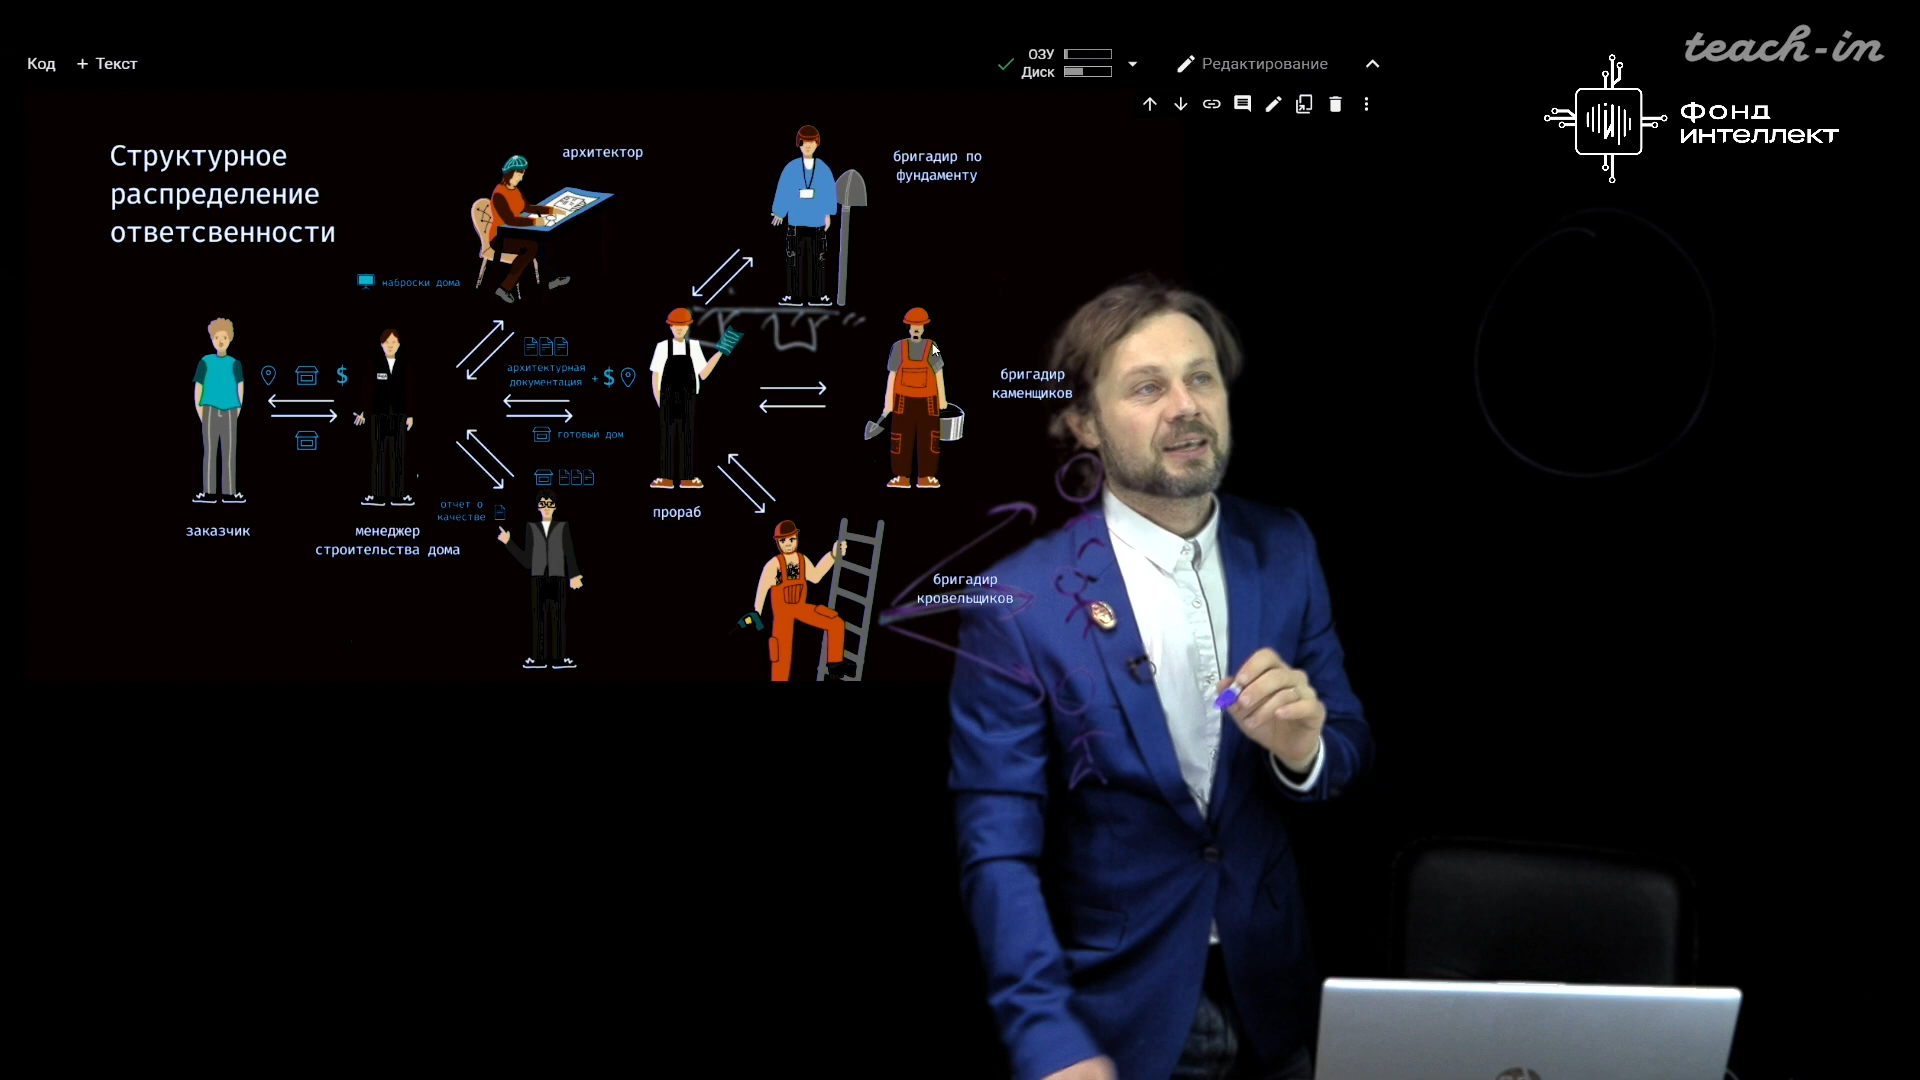 teach-in
Код + Текст
ОЗУ
Диск
Редактирование
Фонд
интеллект
Структурное
распределение
ответсвенности
архитектор
бригадир по
фундаменту
наброски дома
архитектурная
документация + $
$
готовый дом
бригадир
каменщиков
отчет о
качестве
прораб
заказчик
менеджер
строительства дома
бригадир
кровельщиков